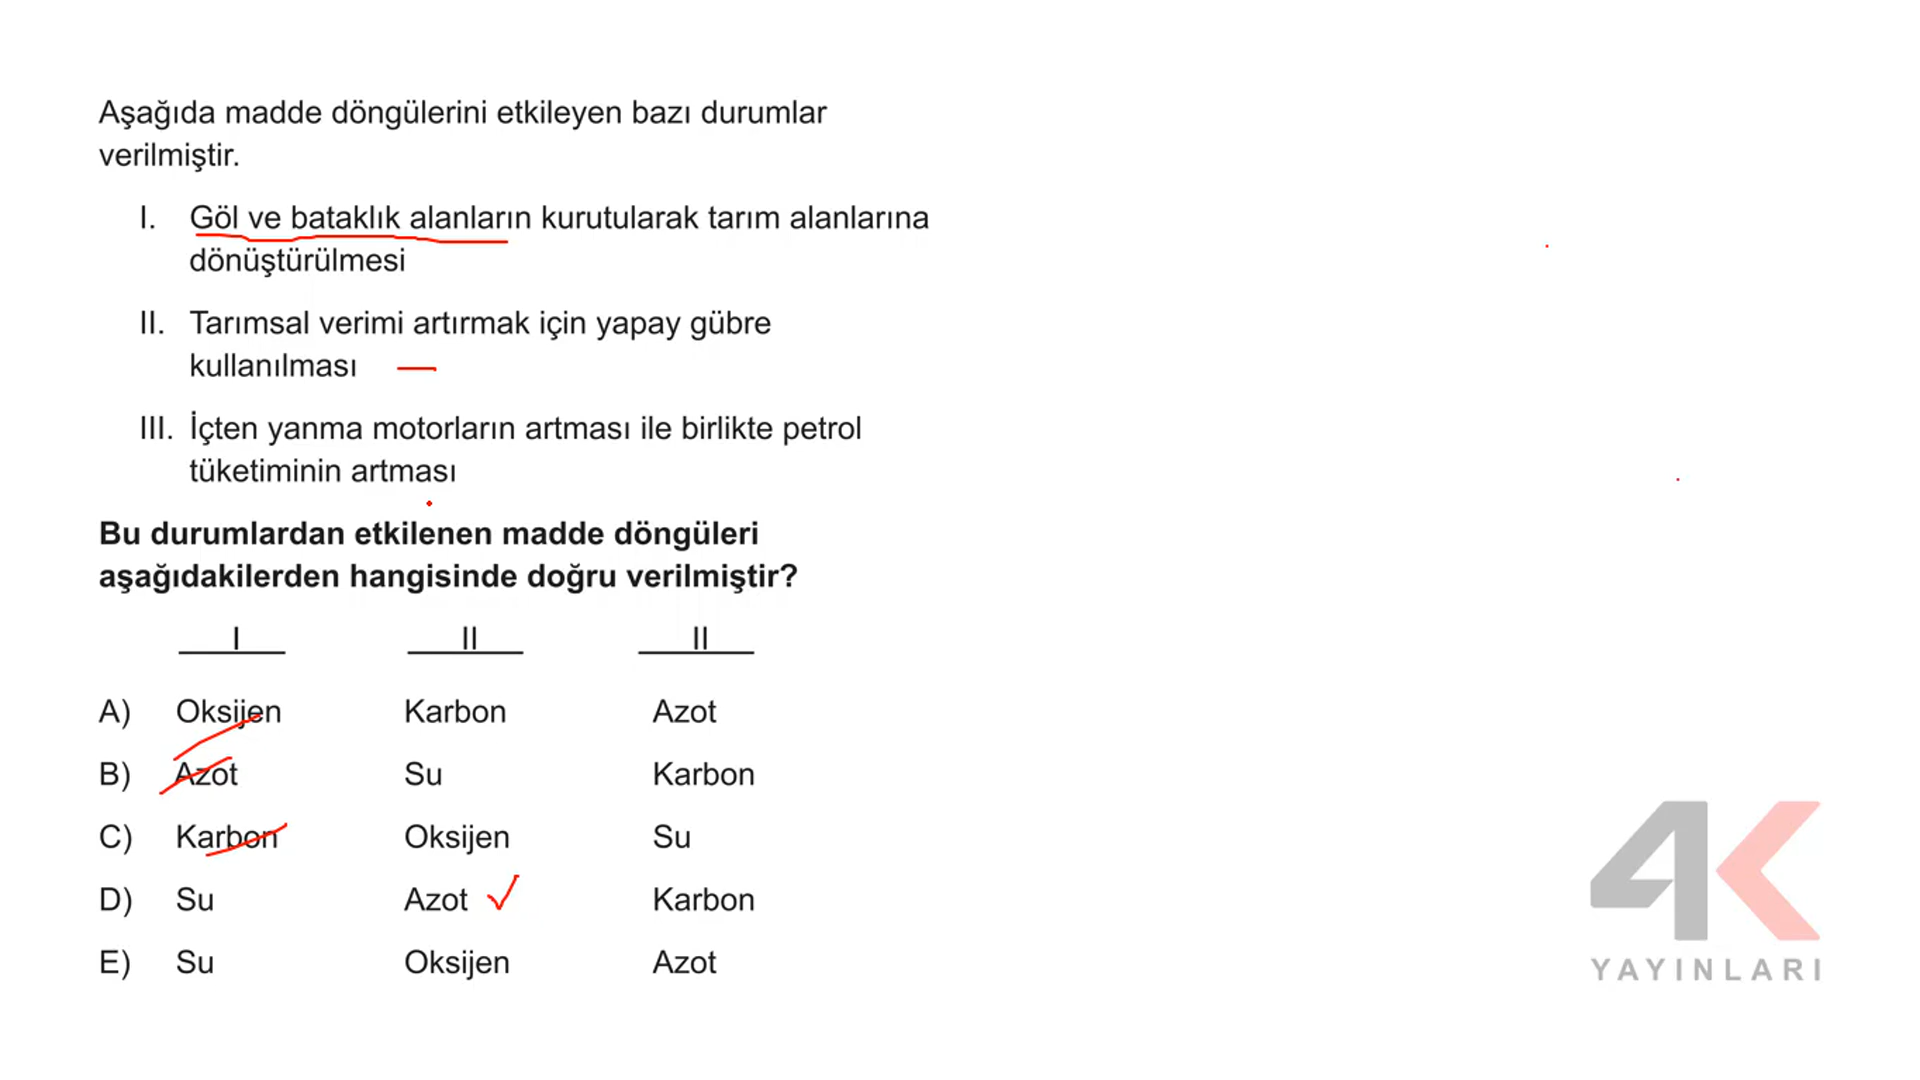 Aşağıda madde döngülerini etkileyen bazı durumlar
verilmiştir.
I. Göl ve bataklık alanların kurutularak tarım alanlarına
dönüştürülmesi
II. Tarımsal verimi artırmak için yapay gübre
kullanılması
III. İçten yanma motorların artması ile birlikte petrol
tüketiminin artması
Bu durumlardan etkilenen madde döngüleri
aşağıdakilerden hangisinde doğru verilmiştir?
I II II
A) Oksijen Karbon Azot
B) Azot Su Karbon
C) Karbon Oksijen Su
D) Su Azot Karbon
E) Su Oksijen Azot
4K
YAYINLARI